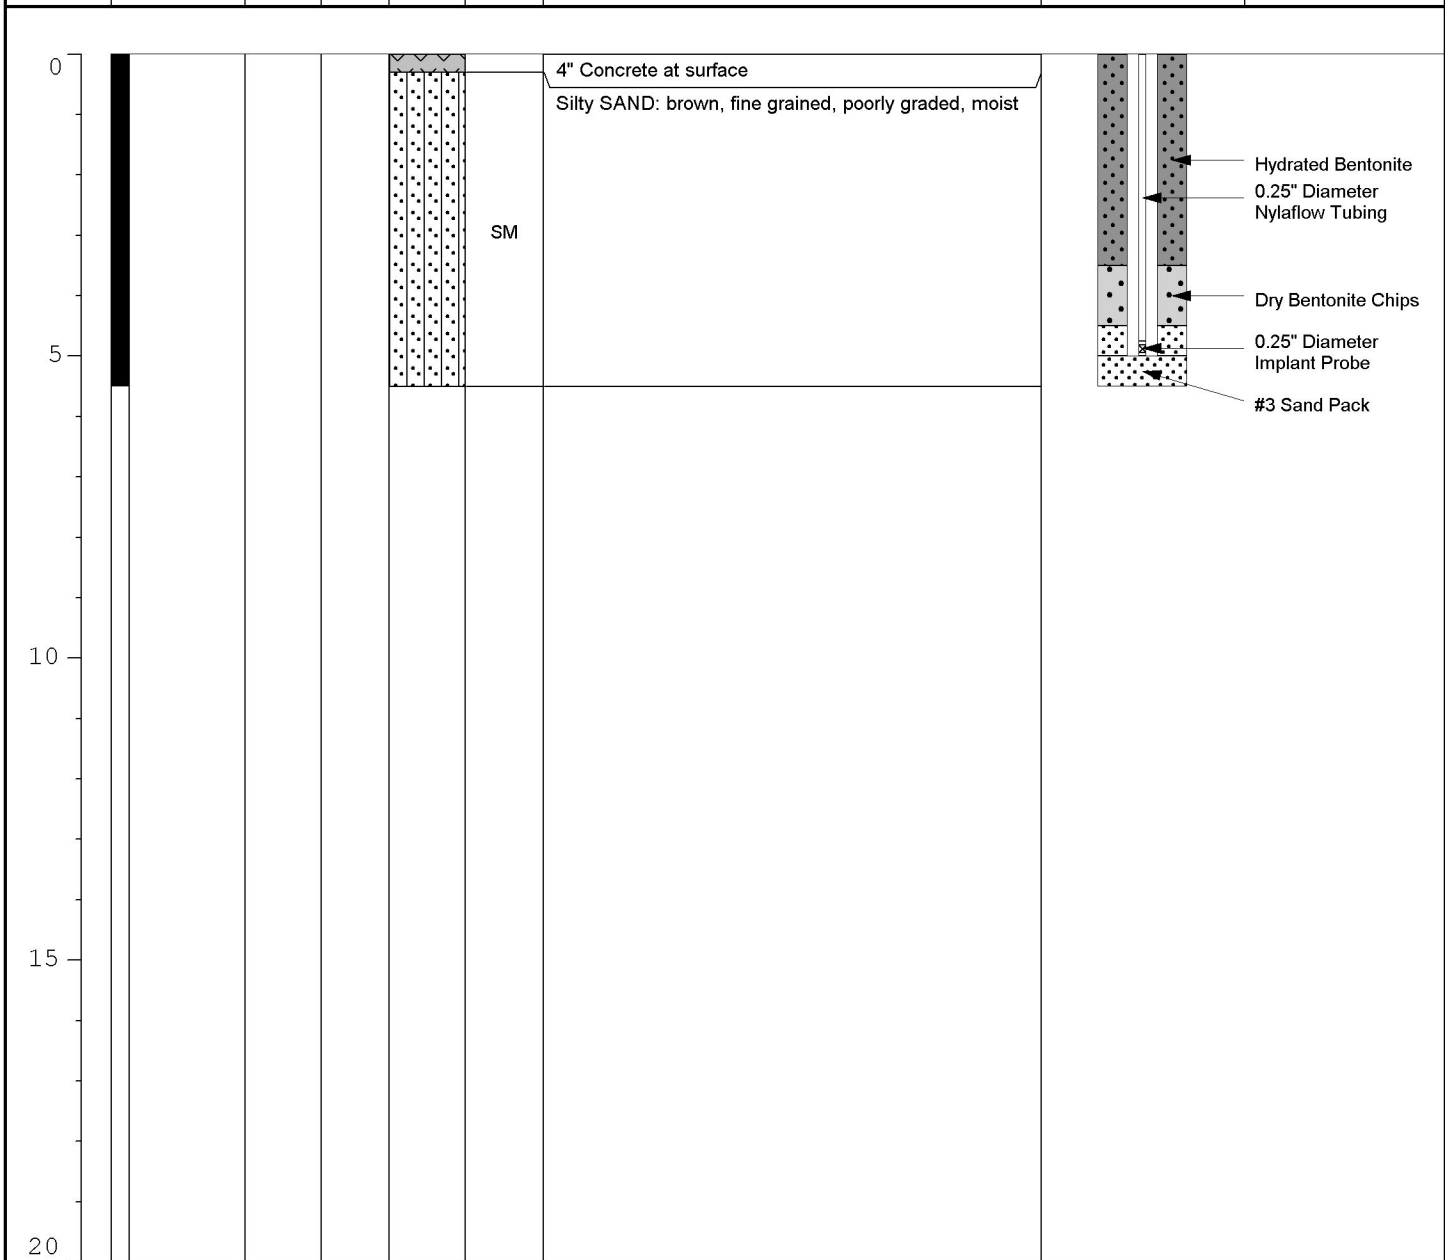 0
4" Concrete at surface
Silty SAND: brown, fine grained, poorly graded, moist
Hydrated Bentonite
0.25" Diameter
Nylaflow Tubing
SM
Dry Bentonite Chips
0.25" Diameter
Implant Probe
5
#3 Sand Pack
10
15
20